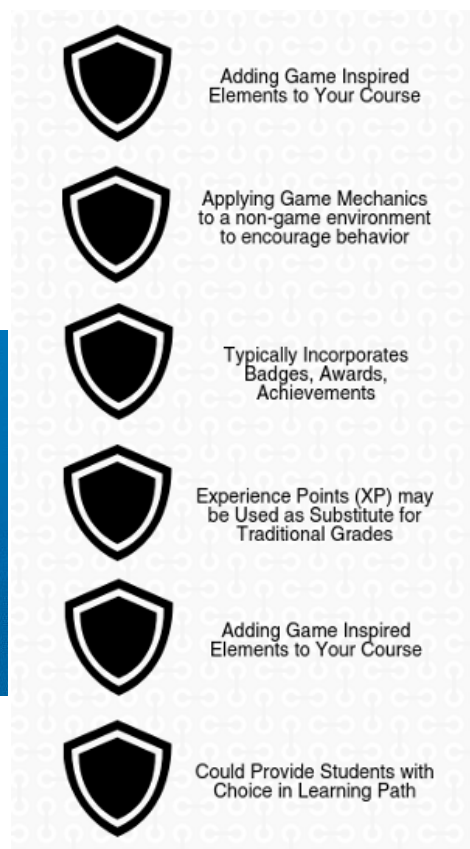 Adding Game Inspired
Elements to Your Course
Applying Game Mechanics
to a non-game environment
to encourage behavior
Typically Incorporates
Badges, Awards,
Achievements
Experience Points (XP) may
be Used as Substitute for
Traditional Grades
Adding Game Inspired
Elements to Your Course
Could Provide Students with
Choice in Learning Path